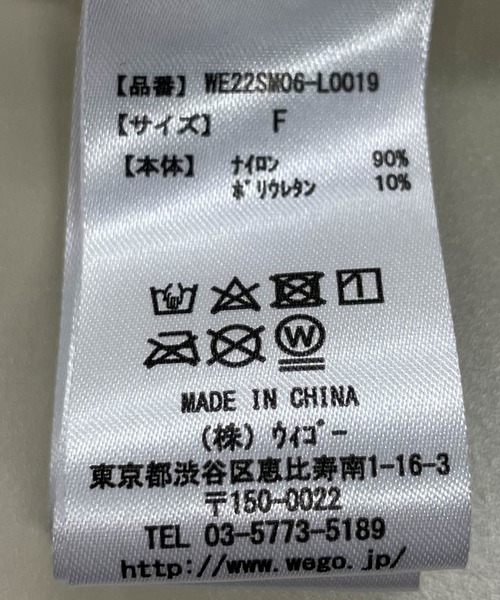 【品番】 WE22SM06-L0019
【サイズ】 F
【本体】 ナイロン 90%
ポリウレタン 10%
W
MADE IN CHINA
(株) ウィゴー
東京都渋谷区恵比寿南1-16-3
〒150-0022
TEL 03-5773-5189
http://www.wego.jp/